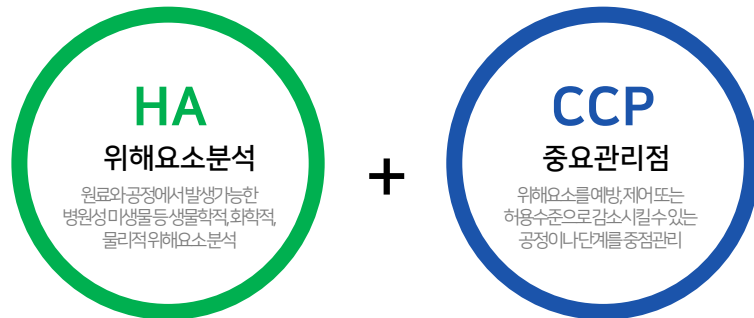 HA
위해요소분석
원료와 공정에서 발생가능한
병원성 미생물 등 생물학적, 화학적,
물리적 위해요소 분석
+
CCP
중요관리점
위해요소를 예방, 제어 또는
허용수준으로 감소시킬 수 있는
공정이나 단계를 중점관리